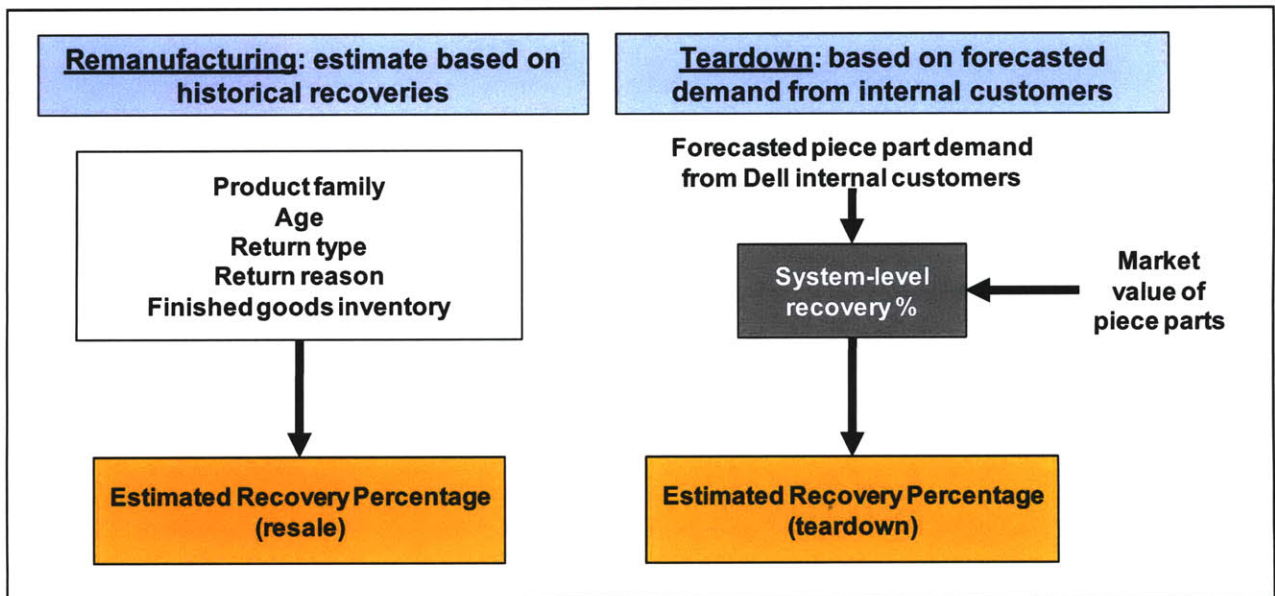 Remanufacturing: estimate based on
historical recoveries
Product family
Age
Return type
Return reason
Finished goods inventory
Estimated Recovery Percentage
(resale)
Teardown: based on forecasted
demand from internal customers
Forecasted piece part demand
from Dell internal customers
System-level
recovery %
Market
value of
piece parts
Estimated Recovery Percentage
(teardown)